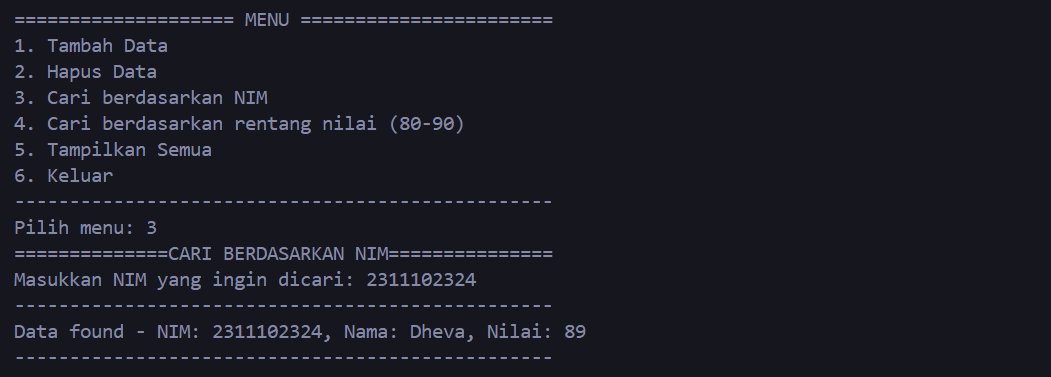 ==================== MENU =======================
1. Tambah Data
2. Hapus Data
3. Cari berdasarkan NIM
4. Cari berdasarkan rentang nilai (80-90)
5. Tampilkan Semua
6. Keluar
-------------------------------------------------
Pilih menu: 3
==============CARI BERDASARKAN NIM===============
Masukkan NIM yang ingin dicari: 2311102324
-------------------------------------------------
Data found - NIM: 2311102324, Nama: Dheva, Nilai: 89
-------------------------------------------------